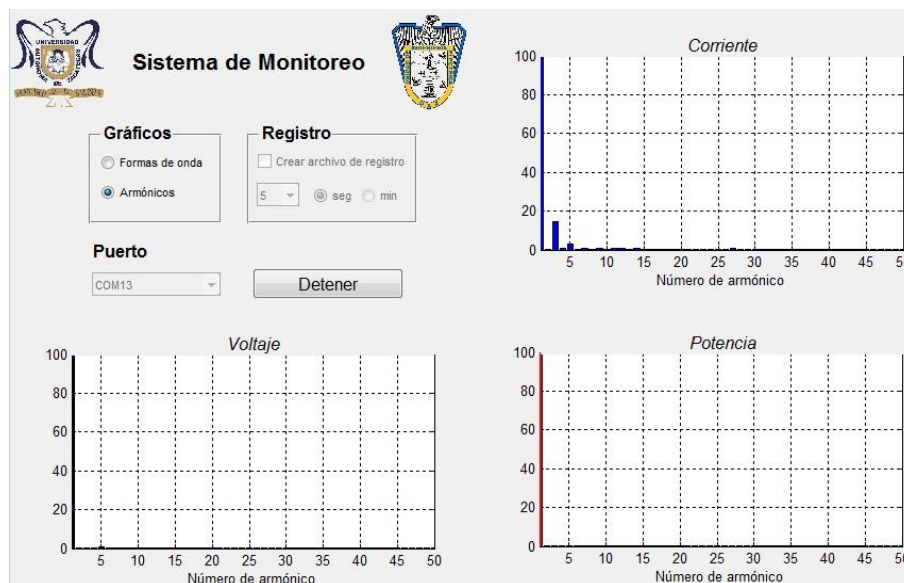 UNIVERSIDAD
Sistema de Monitoreo
Gráficos
Formas de onda
Armónicos
Registro
Crear archivo de registro
5
seg
min
Puerto
COM13
Detener
Corriente
100
80
60
40
20
0
5 10 15 20 25 30 35 40 45 50
Número de armónico
Voltaje
100
80
60
40
20
0
5 10 15 20 25 30 35 40 45 50
Número de armónico
Potencia
100
80
60
40
20
0
5 10 15 20 25 30 35 40 45 50
Número de armónico